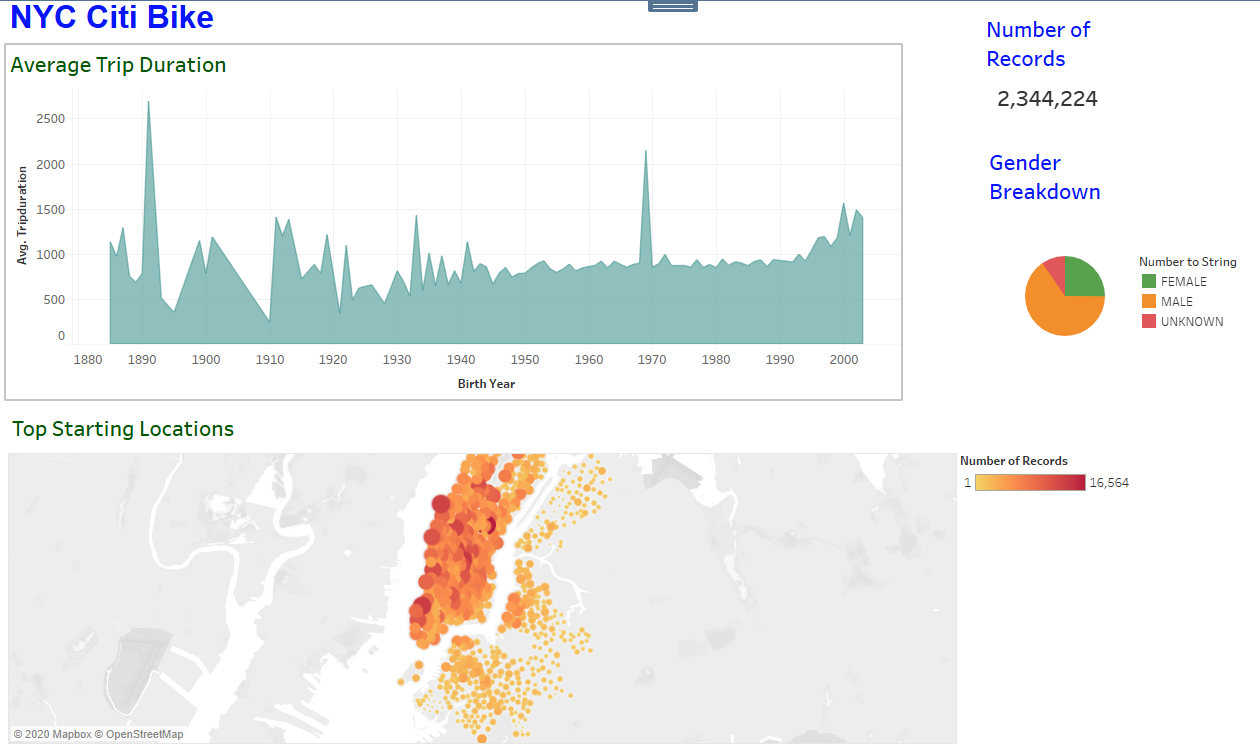 NYC Citi Bike
Average Trip Duration
Avg. Tripduration
2500
2000
1500
1000
500
0
1880 1890 1900 1910 1920 1930 1940 1950 1960 1970 1980 1990 2000
Birth Year
Number of
Records
2,344,224
Gender
Breakdown
Number to String
FEMALE
MALE
UNKNOWN
Top Starting Locations
Number of Records
1 16,564
© 2020 Mapbox © OpenStreetMap